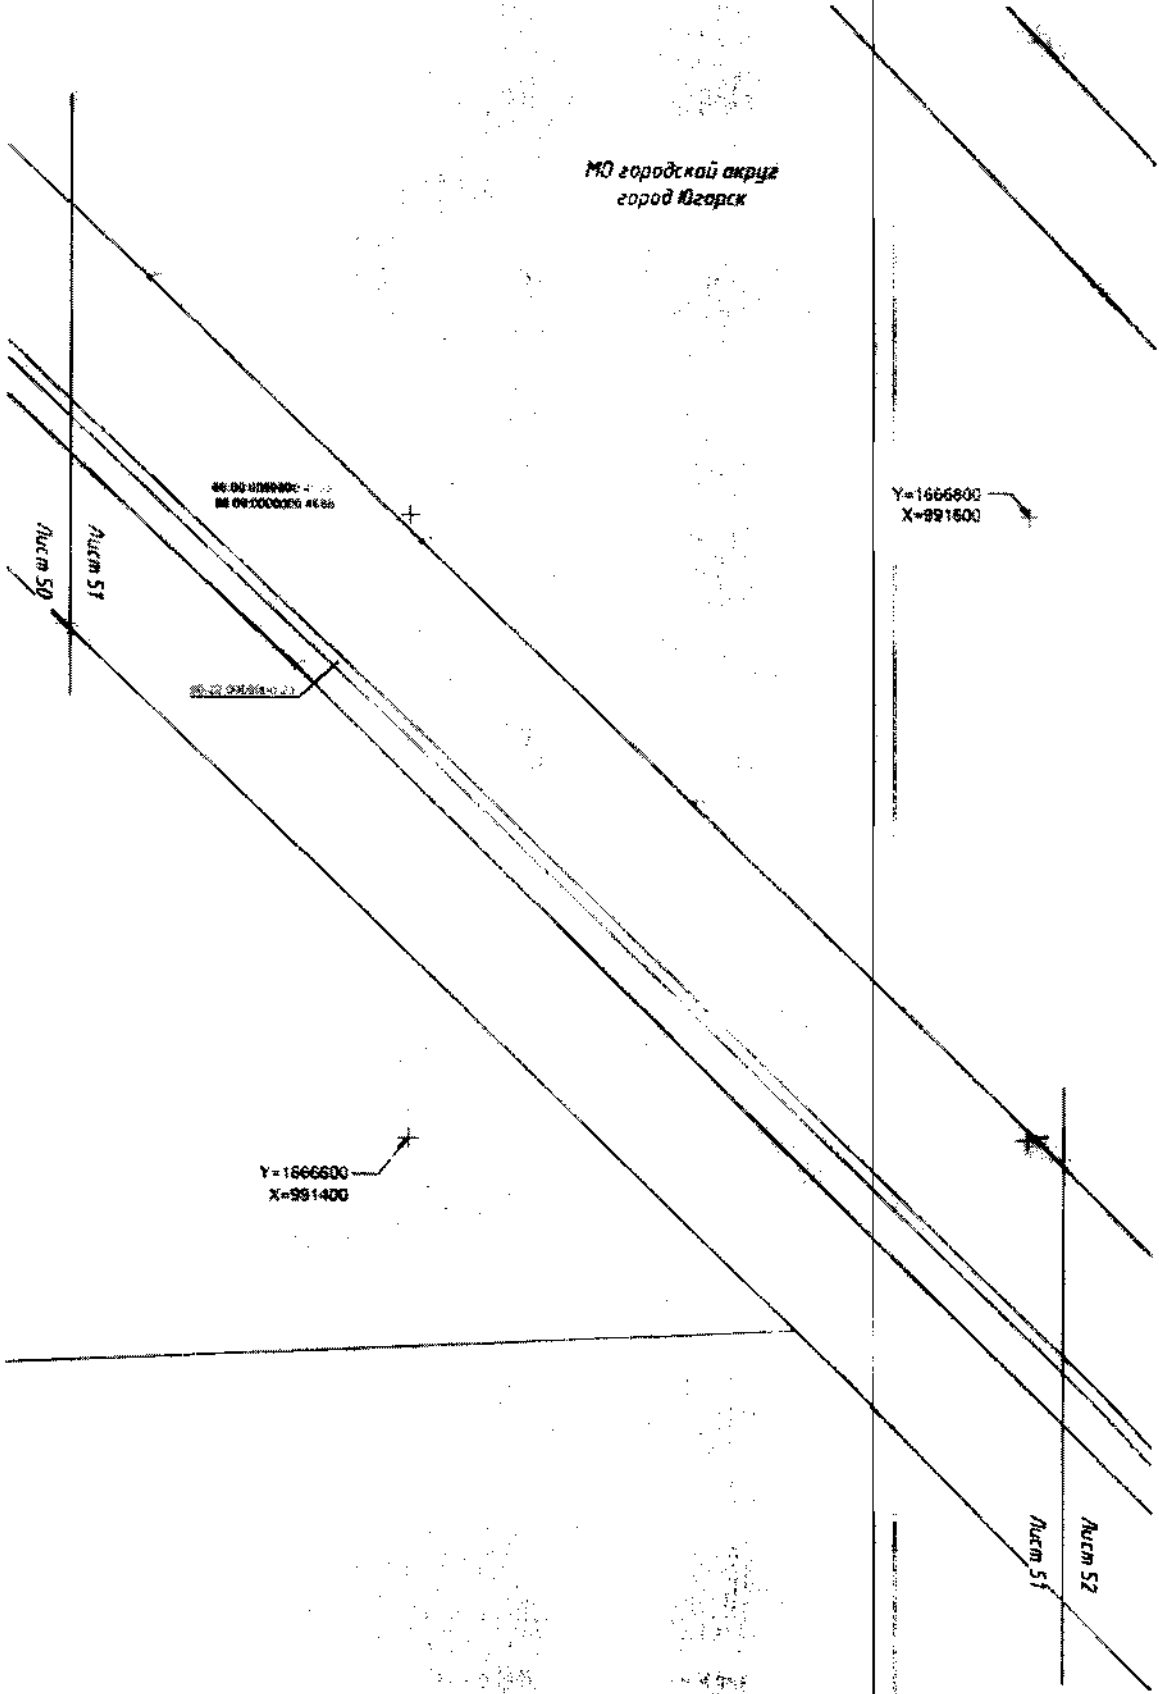 МО городской округ
город Югорск
Y=1666800
X=991600
Лист 50
Лист 51
Y=1666600
X=991400
Лист 51
Лист 52